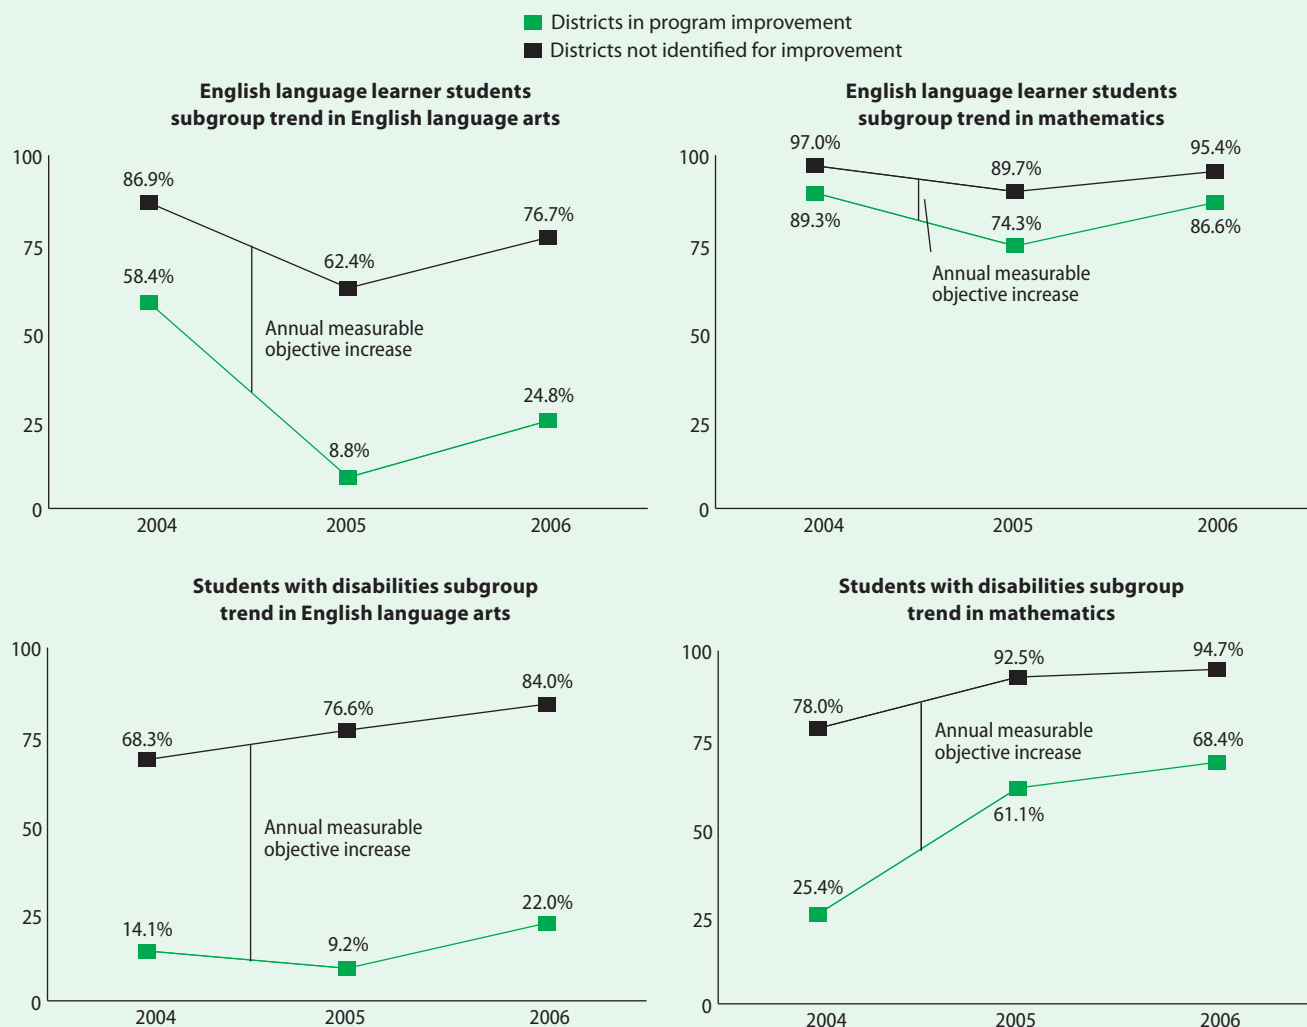 Districts in program improvement
Districts not identified for improvement
English language learner students
subgroup trend in English language arts
100
75
50
25
0
86.9%
62.4%
76.7%
58.4%
8.8%
24.8%
Annual measurable
objective increase
2004 2005 2006
English language learner students
subgroup trend in mathematics
100
75
50
25
0
97.0%
89.7%
95.4%
89.3%
74.3%
86.6%
Annual measurable
objective increase
2004 2005 2006
Students with disabilities subgroup
trend in English language arts
100
75
50
25
0
68.3%
76.6%
84.0%
Annual measurable
objective increase
14.1%
9.2%
22.0%
2004 2005 2006
Students with disabilities subgroup
trend in mathematics
100
75
50
25
0
78.0%
92.5%
94.7%
Annual measurable
objective increase
25.4%
61.1%
68.4%
2004 2005 2006